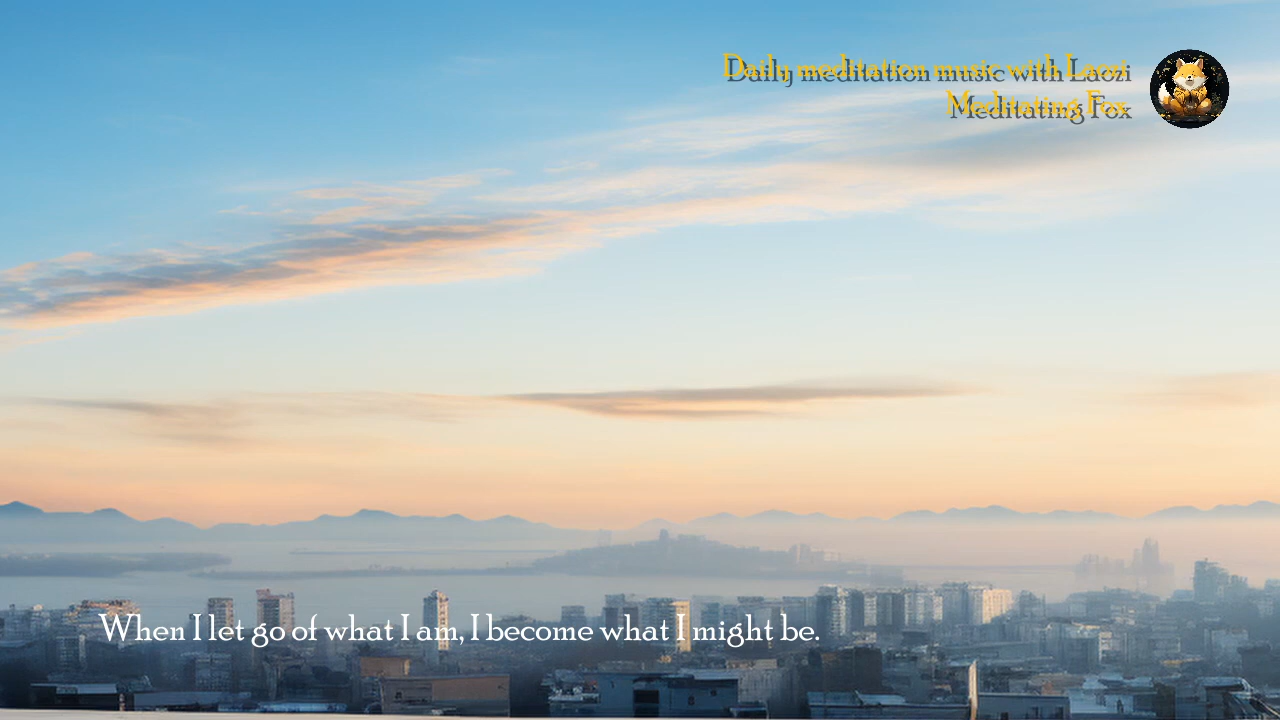 Daily meditation music with Laozi
Meditating Fox
When I let go of what I am, I become what I might be.